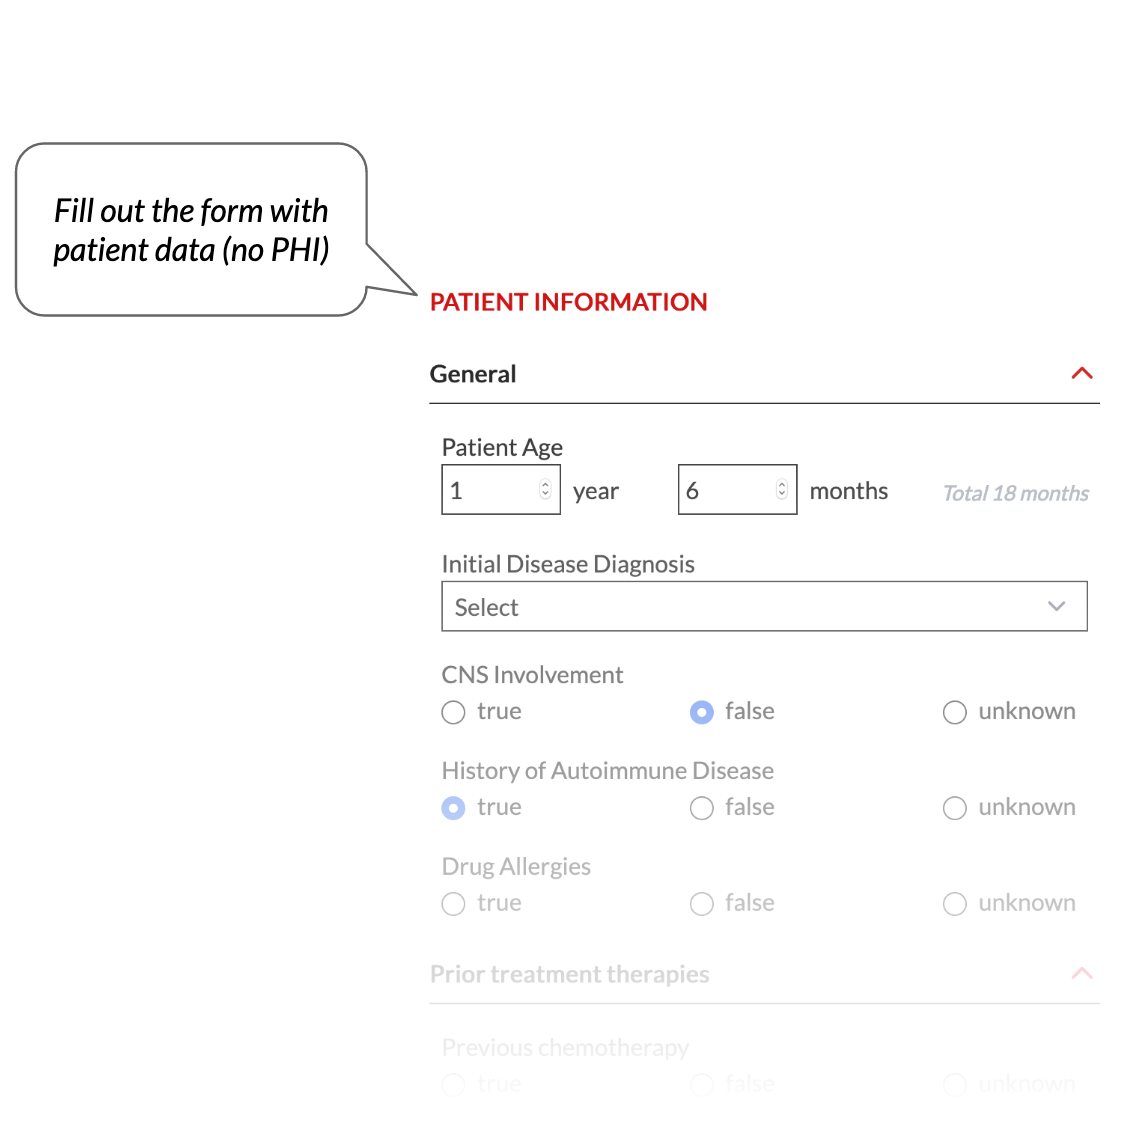 Fill out the form with
patient data (no PHI)
PATIENT INFORMATION
General
Patient Age
1 year 6 months Total 18 months
Initial Disease Diagnosis
Select
CNS Involvement
true false unknown
History of Autoimmune Disease
true false unknown
Drug Allergies
true false unknown
Prior treatment therapies
Previous chemotherapy
true false unknown